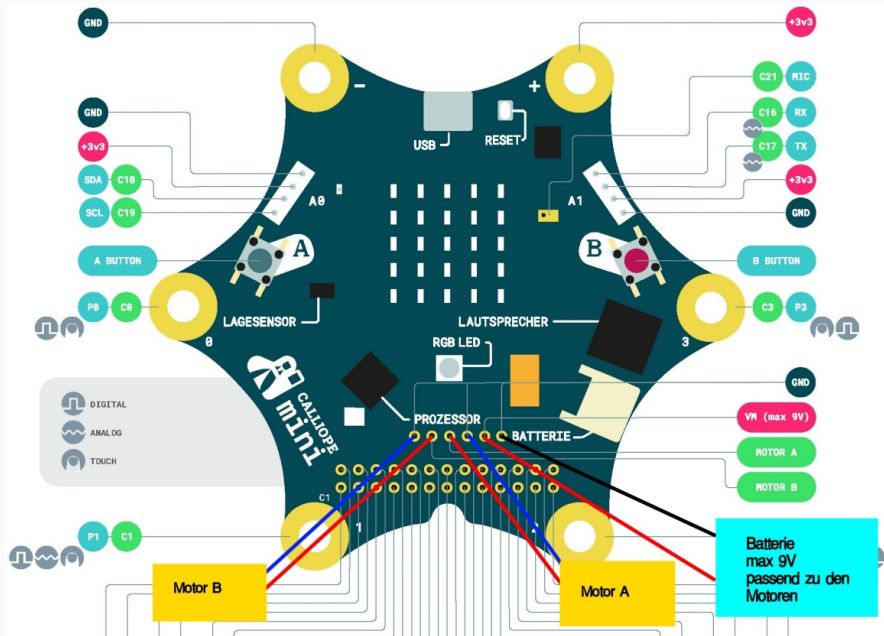 GND
+3v3
-
+
C21 MIC
GND
C16 RX
USB
RESET
+3v3
C17 TX
SDA C18
A0
A1
+3v3
SCL C19
GND
A BUTTON
A
B
B BUTTON
P0 C0
LAGESENSOR
LAUTSPRECHER
C3 P3
0
3
RGB LED
GND
DIGITAL
ANALOG
TOUCH
CALLIOPE
mini
PROZESSOR
BATTERIE
VM (max 9V)
MOTOR A
MOTOR B
C1
1
P1 C1
Motor B
Motor A
Batterie
max 9V
passend zu den
Motoren